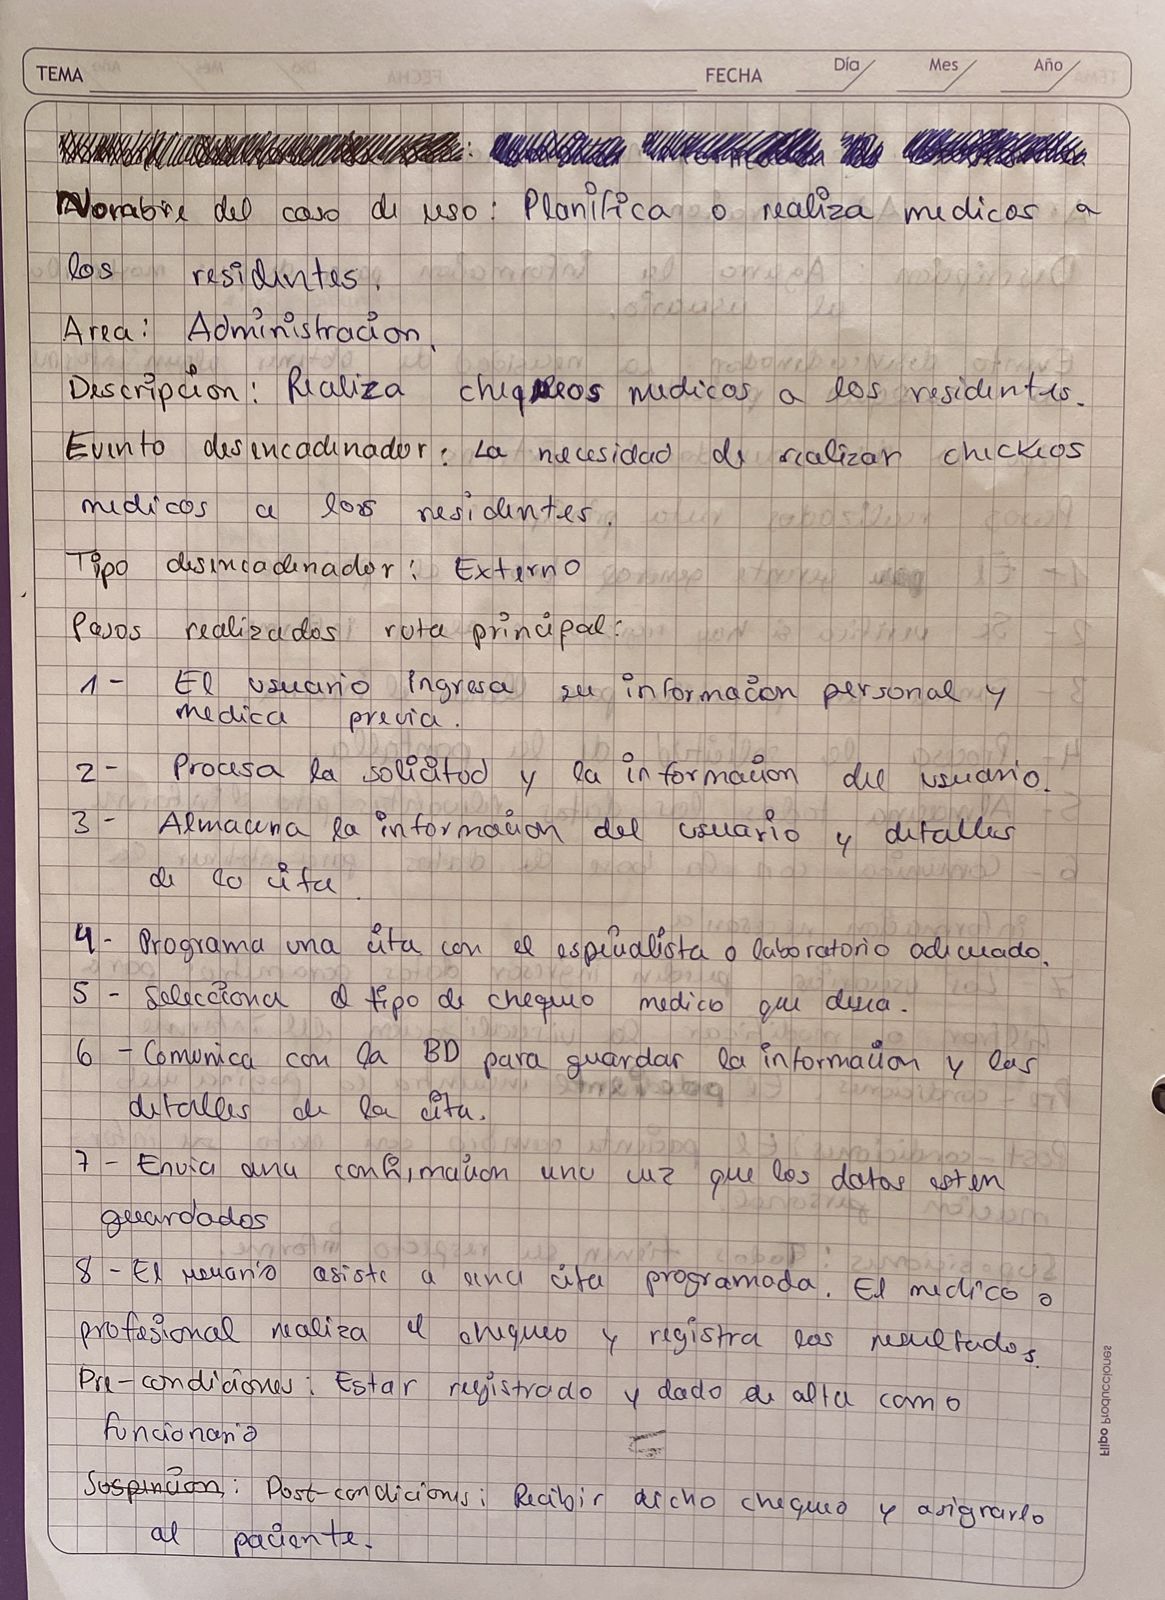 TEMA FECHA Día Mes Año
Norabre del caso de uso: Planifica o realiza medicos a
los residentes.
Area: Administracion.
Descripcion: Realiza chequeos medicos a los residentes.
Evento desencadenador: La necesidad de realizar checkeos
medicos a los residentes.
Tipo desencadenador: Externo
Pasos realizados ruta principal:
1- El usuario ingresa su informacion personal y
medica previa.
2- Procesa la solicitud y la informacion del usuario.
3- Almacena la informacion del usuario y detalles
de la cita.
4- Programa una cita con el especialista o laboratorio adecuado.
5- Selecciona el tipo de chequeo medico que desea.
6- Comunica con la BD para guardar la informacion y las
detalles de la cita.
7- Envia una confirmacion una vez que los datos esten
guardados
8- El usuario asiste a una cita programada. El medico o
profesional realiza el chequeo y registra los resultados.
Pre-condiciones: Estar registrado y dado de alta como
funcionario
Suspencion: Post-condiciones: Recibir dicho chequeo y asignarlo
al paciente.
Flipo Producciones